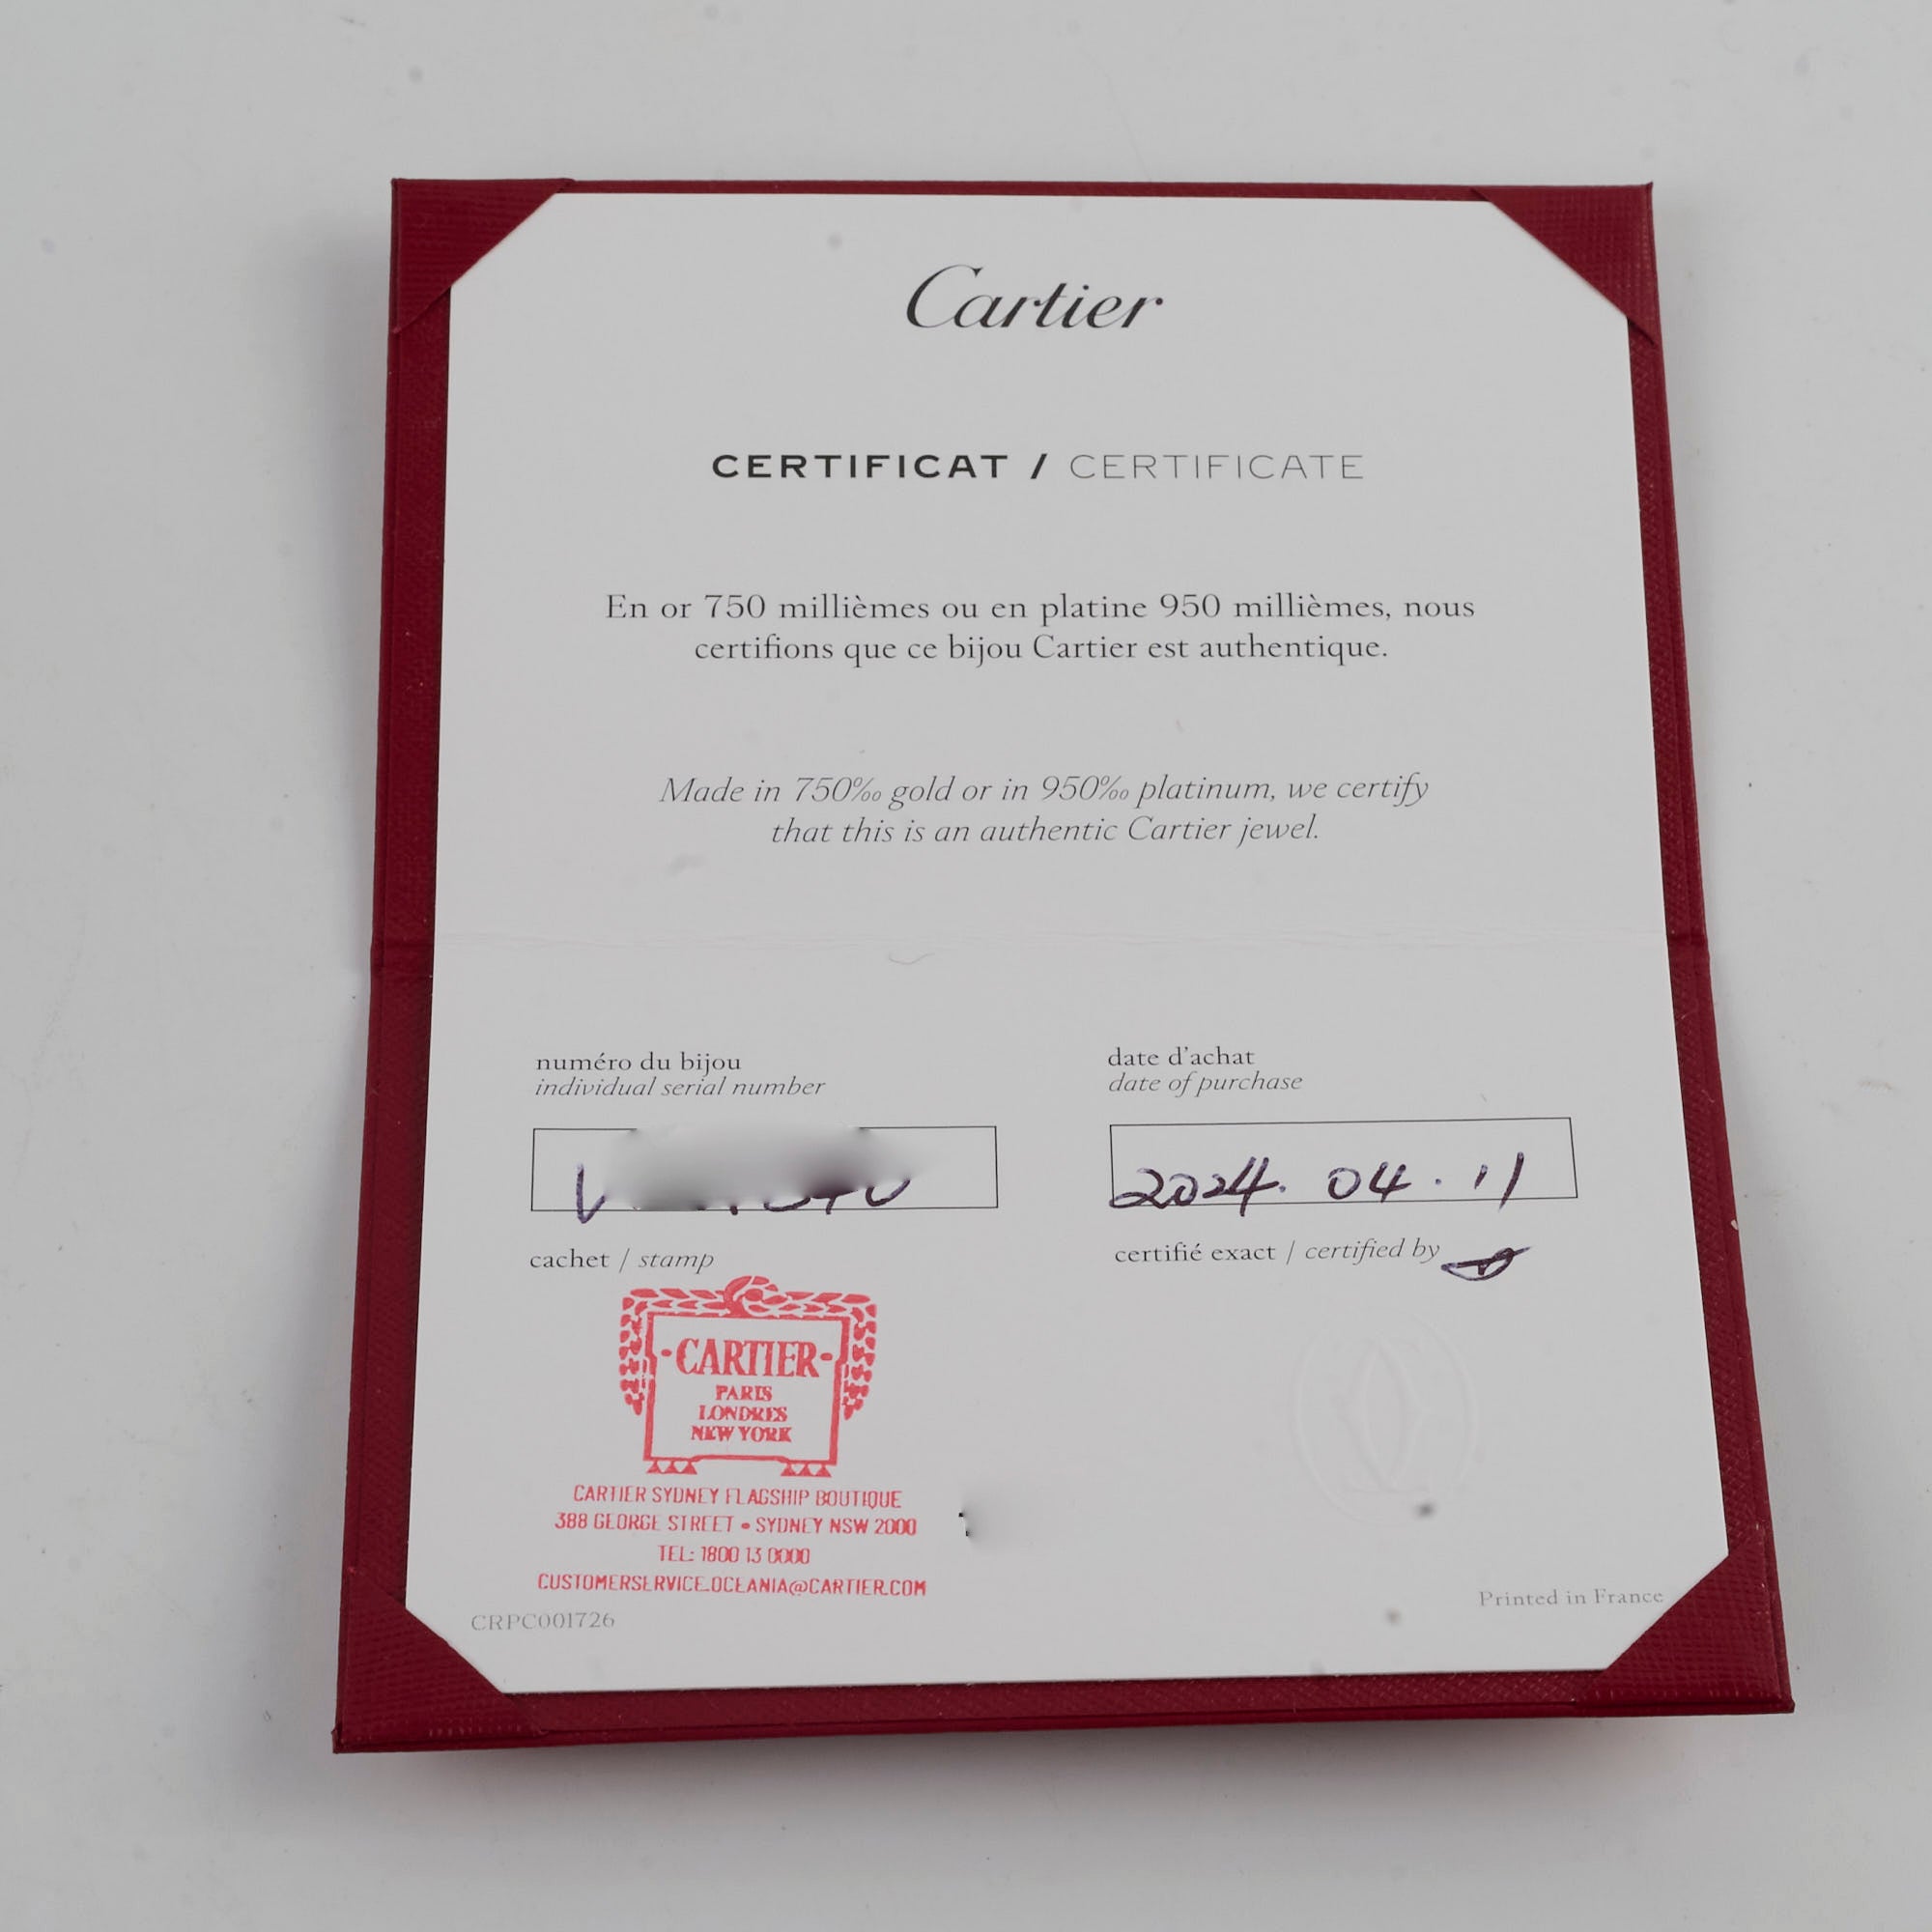 Cartier
CERTIFICAT / CERTIFICATE
En or 750 millièmes ou en platine 950 millièmes, nous
certifions que ce bijou Cartier est authentique.
Made in 750‰ gold or in 950‰ platinum, we certify
that this is an authentic Cartier jewel.
numéro du bijou
individual serial number
date d'achat
date of purchase
2024. 04. 11
cachet / stamp
certifié exact / certified by
CARTIER
PARIS
LONDRES
NEW YORK
CARTIER SYDNEY FLAGSHIP BOUTIQUE
388 GEORGE STREET • SYDNEY NSW 2000
TEL: 1800 13 0000
CUSTOMERSERVICE.OCEANIA@CARTIER.COM
CRPC001726
Printed in France